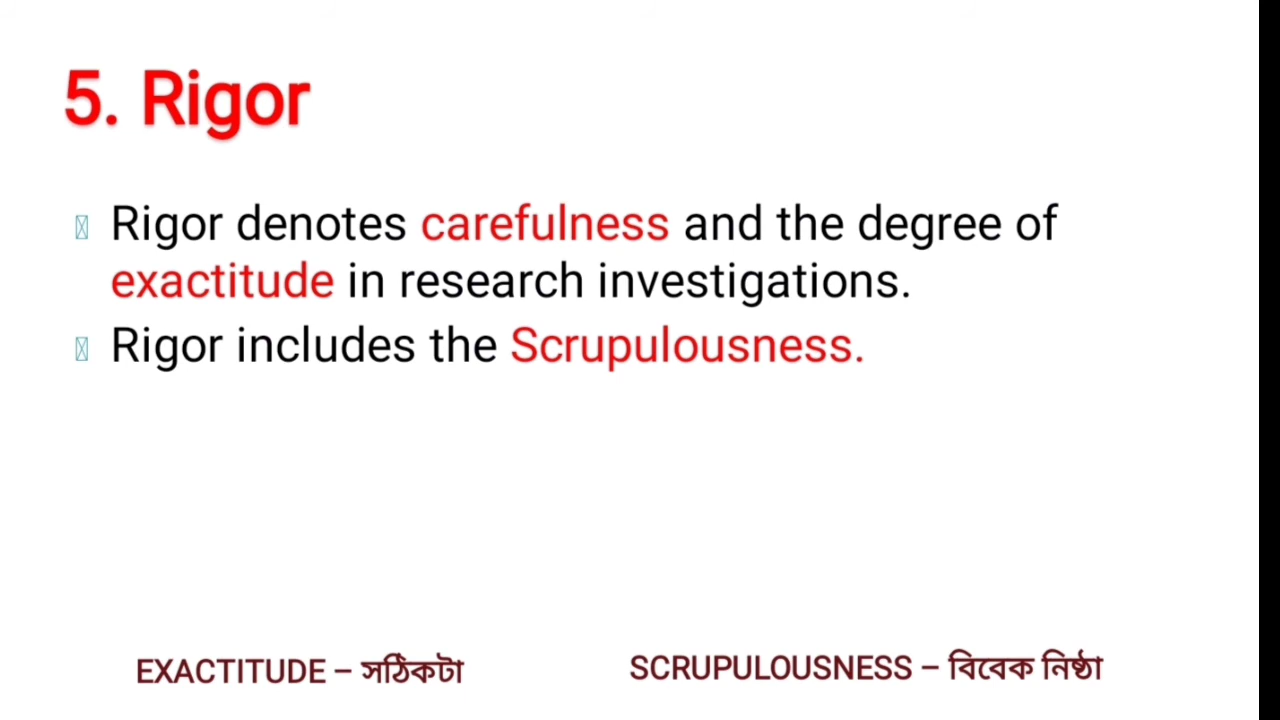 5. Rigor
Rigor denotes carefulness and the degree of
exactitude in research investigations.
Rigor includes the Scrupulousness.
EXACTITUDE – সঠিকটা
SCRUPULOUSNESS – বিবেক নিষ্ঠা